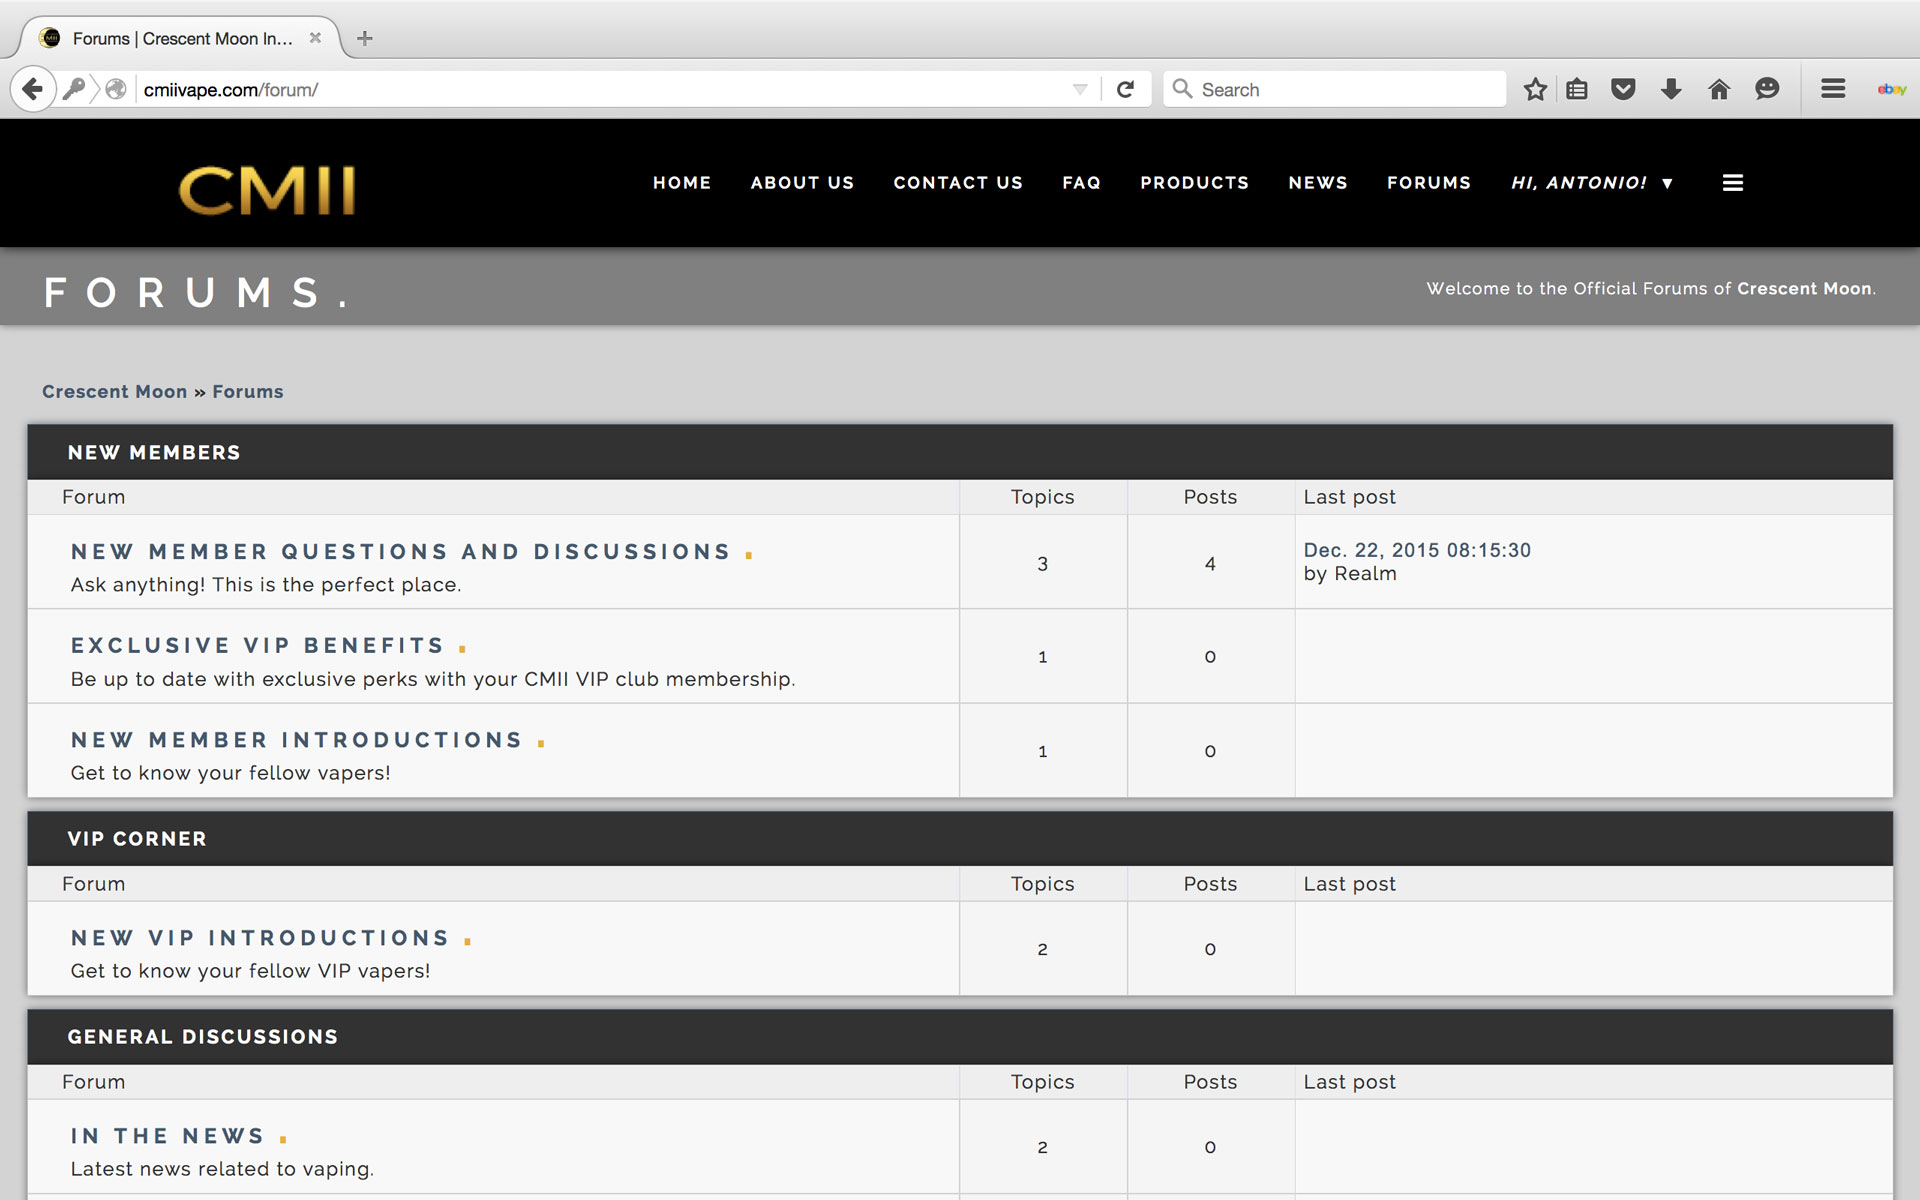 Forums | Crescent Moon In...
cmiivape.com/forum/
Search
ebay
CMII
HOME ABOUT US CONTACT US FAQ PRODUCTS NEWS FORUMS HI, ANTONIO! ▼
FORUMS.
Welcome to the Official Forums of Crescent Moon.
Crescent Moon » Forums
NEW MEMBERS
Forum Topics Posts Last post
NEW MEMBER QUESTIONS AND DISCUSSIONS
Ask anything! This is the perfect place.
3 4
Dec. 22, 2015 08:15:30
by Realm
EXCLUSIVE VIP BENEFITS
Be up to date with exclusive perks with your CMII VIP club membership.
1 0
NEW MEMBER INTRODUCTIONS
Get to know your fellow vapers!
1 0
VIP CORNER
Forum Topics Posts Last post
NEW VIP INTRODUCTIONS
Get to know your fellow VIP vapers!
2 0
GENERAL DISCUSSIONS
Forum Topics Posts Last post
IN THE NEWS
Latest news related to vaping.
2 0